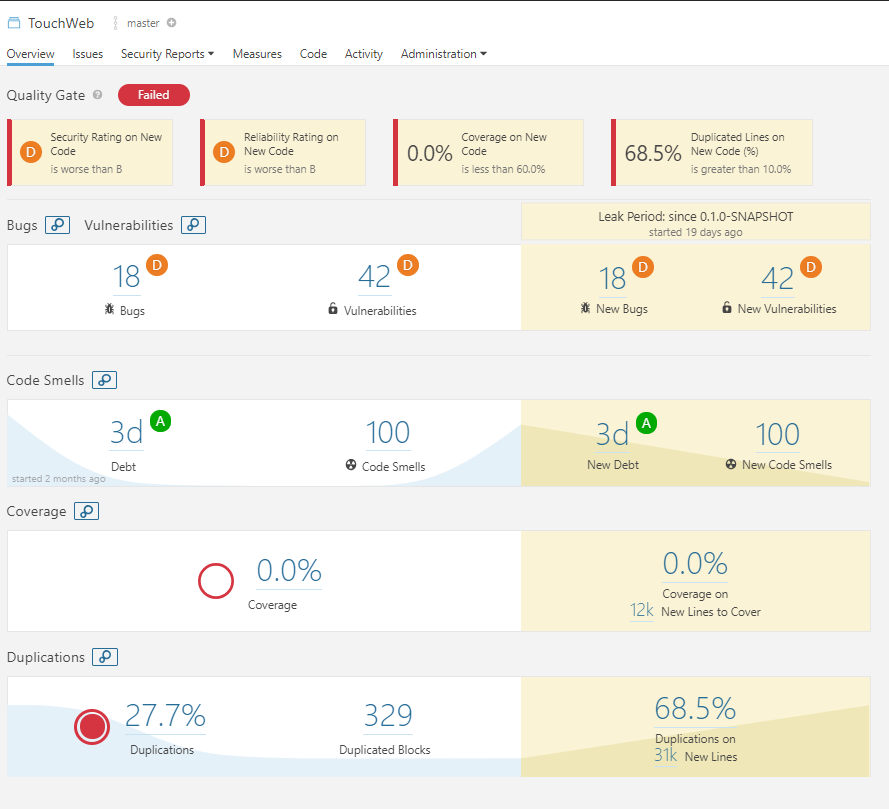 TouchWeb master
Overview Issues Security Reports Measures Code Activity Administration
Quality Gate ? Failed
D Security Rating on New
Code
is worse than B
D Reliability Rating on
New Code
is worse than B
0.0% Coverage on New
Code
is less than 60.0%
68.5% Duplicated Lines on
New Code (%)
is greater than 10.0%
Bugs Vulnerabilities
Leak Period: since 0.1.0-SNAPSHOT
started 19 days ago
18 D
Bugs
42 D
Vulnerabilities
18 D
New Bugs
42 D
New Vulnerabilities
Code Smells
3d A
Debt
100
Code Smells
started 2 months ago
3d A
New Debt
100
New Code Smells
Coverage
0.0%
Coverage
0.0%
Coverage on
12k New Lines to Cover
Duplications
27.7%
Duplications
329
Duplicated Blocks
68.5%
Duplications on
31k New Lines